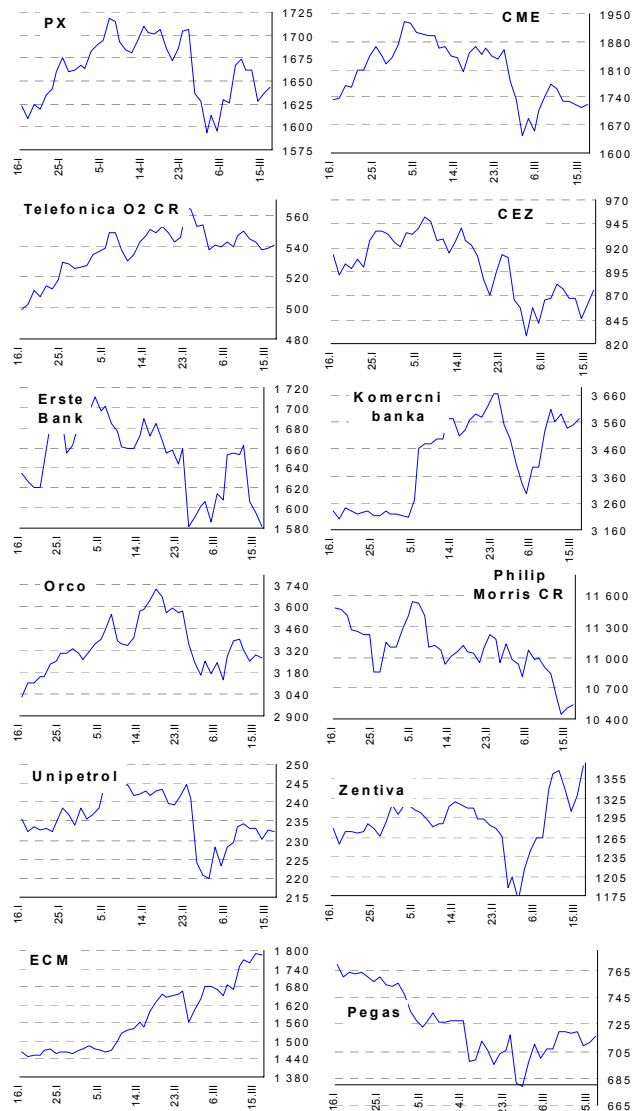 PX
1725
1700
1675
1650
1625
1600
1575
16.I
25.I
5.II
14.II
23.II
6.III
15.III
CME
1950
1880
1810
1740
1670
1600
16.I
25.I
5.II
14.II
23.II
6.III
15.III
Telefonica O2 CR
560
540
520
500
480
16.I
25.I
5.II
14.II
23.II
6.III
15.III
CEZ
970
945
920
895
870
845
820
16.I
25.I
5.II
14.II
23.II
6.III
15.III
Erste
Bank
1 720
1 700
1 680
1 660
1 640
1 620
1 600
1 580
16.I
25.I
5.II
14.II
23.II
6.III
15.III
Komercni
banka
3 660
3 560
3 460
3 360
3 260
3 160
16.I
25.I
5.II
14.II
23.II
6.III
15.III
Orco
3 740
3 600
3 460
3 320
3 180
3 040
2 900
16.I
25.I
5.II
14.II
23.II
6.III
15.III
Philip
Morris CR
11 600
11 300
11 000
10 700
10 400
16.I
25.I
5.II
14.II
23.II
6.III
15.III
Unipetrol
250
245
240
235
230
225
220
215
16.I
25.I
5.II
14.II
23.II
6.III
15.III
Zentiva
1355
1325
1295
1265
1235
1205
1175
16.I
25.I
5.II
14.II
23.II
6.III
15.III
ECM
1 800
1 740
1 680
1 620
1 560
1 500
1 440
1 380
16.I
25.I
5.II
14.II
23.II
6.III
15.III
Pegas
765
745
725
705
685
665
16.I
25.I
5.II
14.II
23.II
5.III